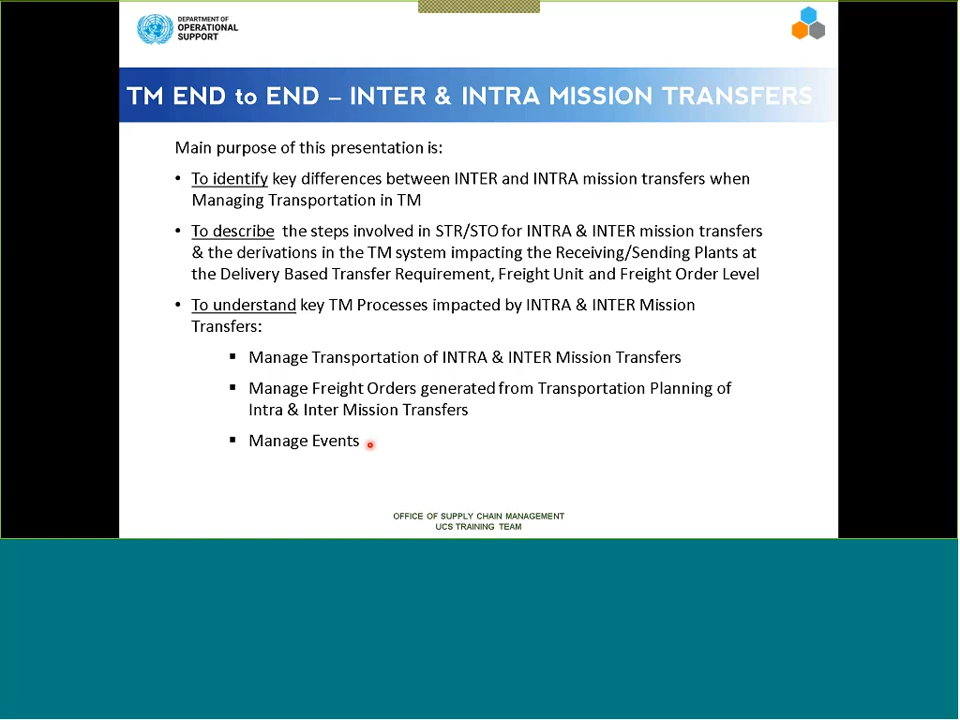 DEPARTMENT OF
OPERATIONAL
SUPPORT
TM END to END – INTER & INTRA MISSION TRANSFERS
Main purpose of this presentation is:
• To identify key differences between INTER and INTRA mission transfers when
Managing Transportation in TM
• To describe the steps involved in STR/STO for INTRA & INTER mission transfers
& the derivations in the TM system impacting the Receiving/Sending Plants at
the Delivery Based Transfer Requirement, Freight Unit and Freight Order Level
• To understand key TM Processes impacted by INTRA & INTER Mission
Transfers:
▪ Manage Transportation of INTRA & INTER Mission Transfers
▪ Manage Freight Orders generated from Transportation Planning of
Intra & Inter Mission Transfers
▪ Manage Events
OFFICE OF SUPPLY CHAIN MANAGEMENT
UCS TRAINING TEAM